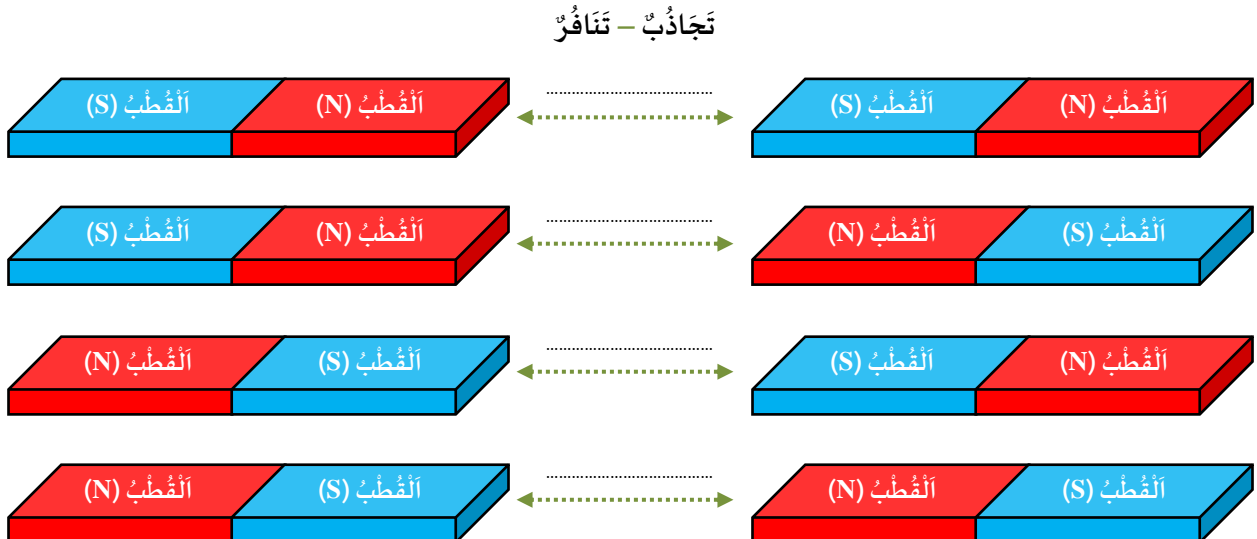 تَجَاذُبٌ – تَنَافُرٌ
اَلْقُطْبُ (S) اَلْقُطْبُ (N) ...................................... اَلْقُطْبُ (S) اَلْقُطْبُ (N)
اَلْقُطْبُ (S) اَلْقُطْبُ (N) ...................................... اَلْقُطْبُ (N) اَلْقُطْبُ (S)
اَلْقُطْبُ (N) اَلْقُطْبُ (S) ...................................... اَلْقُطْبُ (S) اَلْقُطْبُ (N)
اَلْقُطْبُ (N) اَلْقُطْبُ (S) ...................................... اَلْقُطْبُ (N) اَلْقُطْبُ (S)